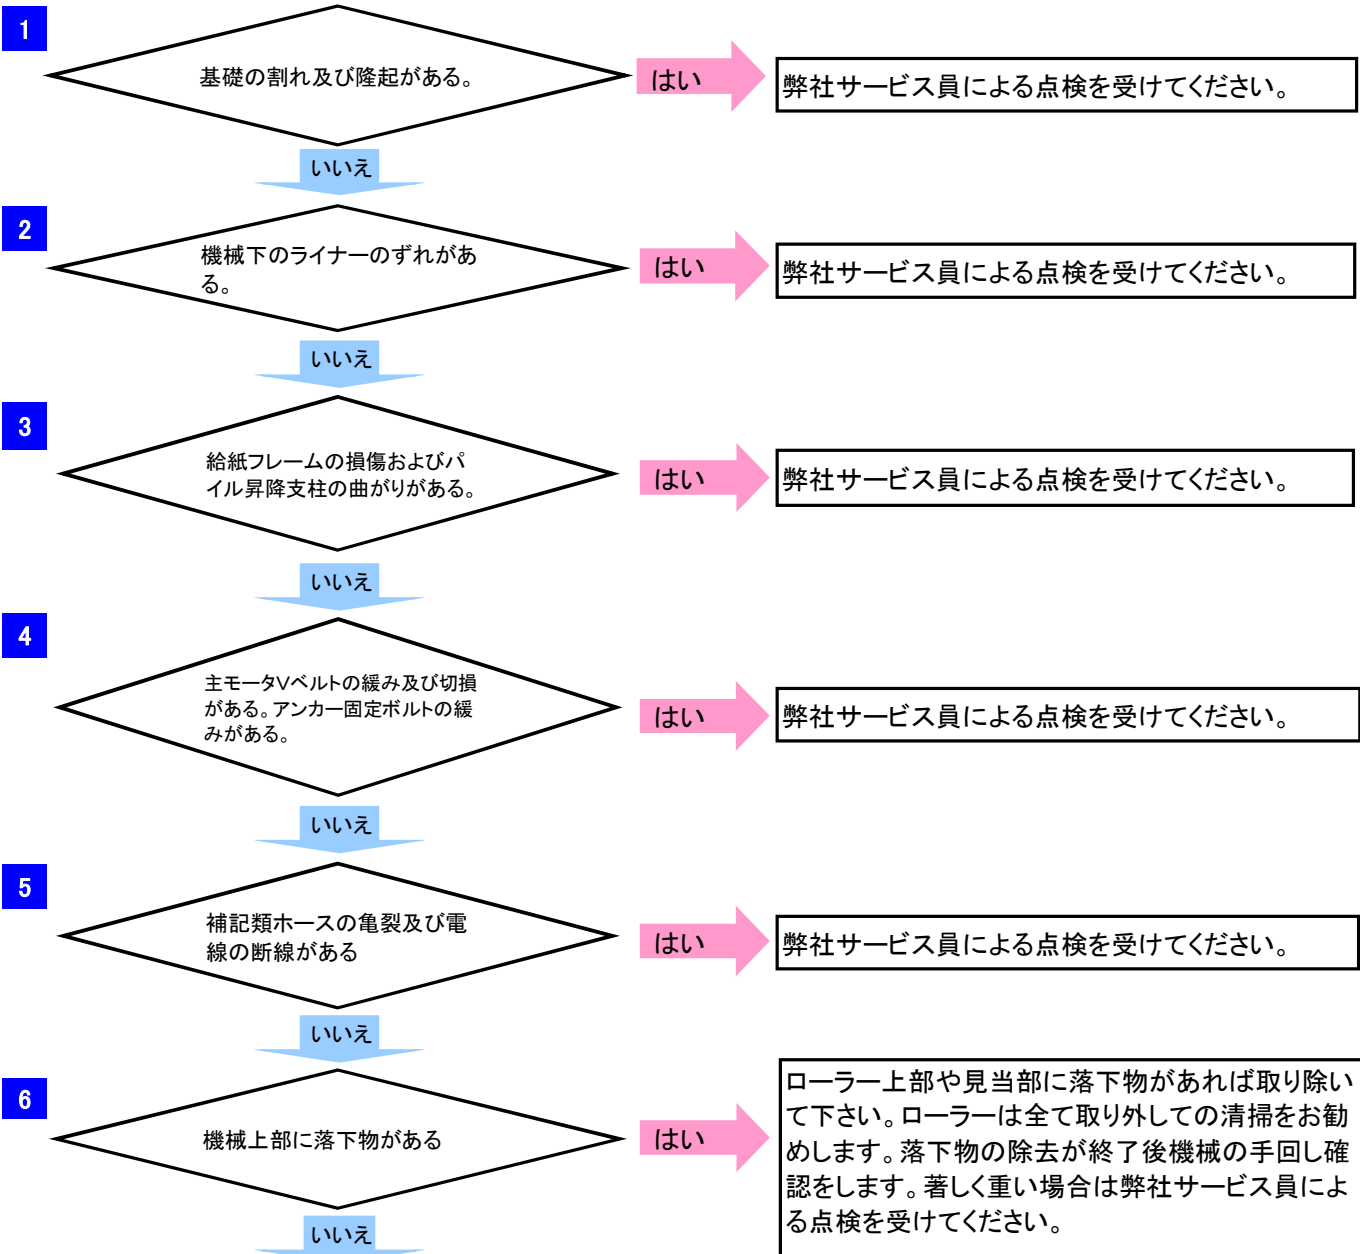 1
基礎の割れ及び隆起がある。
はい
弊社サービス員による点検を受けてください。
いいえ
2
機械下のライナーのずれがあ
る。
はい
弊社サービス員による点検を受けてください。
いいえ
3
給紙フレームの損傷およびパ
イル昇降支柱の曲がりがある。
はい
弊社サービス員による点検を受けてください。
いいえ
4
主モータVベルトの緩み及び切損
がある。アンカー固定ボルトの緩
みがある。
はい
弊社サービス員による点検を受けてください。
いいえ
5
補記類ホースの亀裂及び電
線の断線がある
はい
弊社サービス員による点検を受けてください。
いいえ
6
機械上部に落下物がある
はい
ローラー上部や見当部に落下物があれば取り除い
て下さい。ローラーは全て取り外しての清掃をお勧
めします。落下物の除去が終了後機械の手回し確
認をします。著しく重い場合は弊社サービス員によ
る点検を受けてください。
いいえ